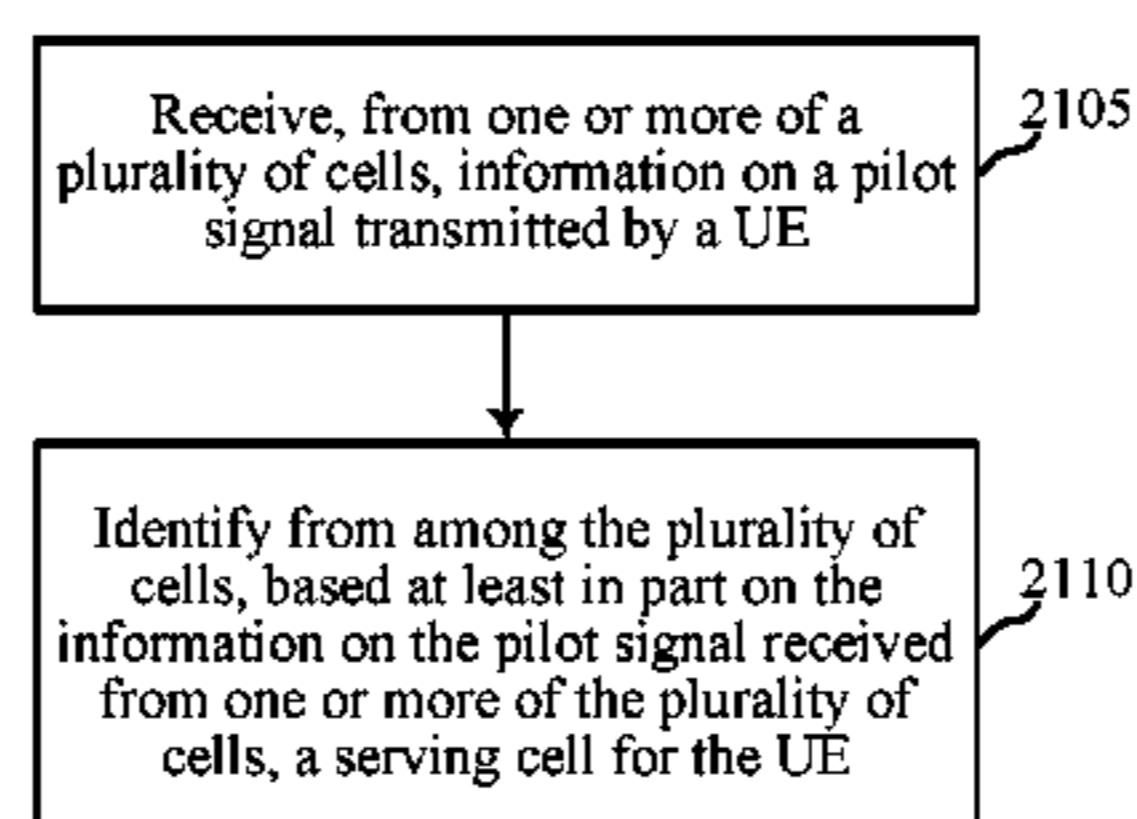 Receive, from one or more of a
plurality of cells, information on a pilot
signal transmitted by a UE
2105
Identify from among the plurality of
cells, based at least in part on the
information on the pilot signal received
from one or more of the plurality of
cells, a serving cell for the UE
2110